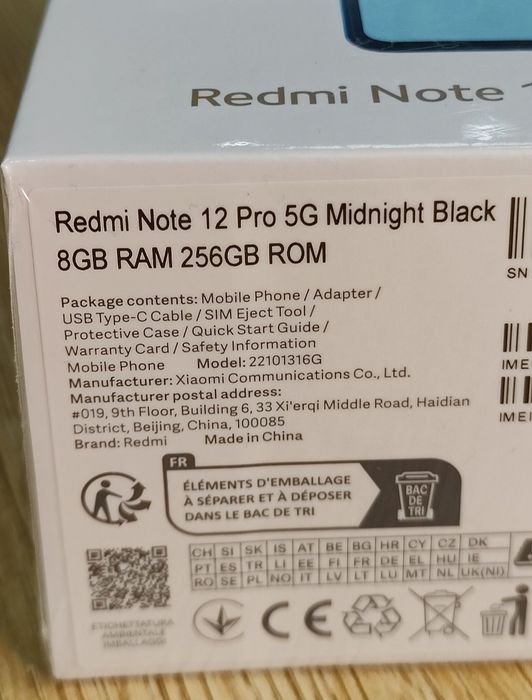 Redmi Note 1
Redmi Note 12 Pro 5G Midnight Black
8GB RAM 256GB ROM
SN
Package contents: Mobile Phone / Adapter /
USB Type-C Cable / SIM Eject Tool /
Protective Case / Quick Start Guide /
Warranty Card / Safety Information
Mobile Phone Model: 22101316G
IMEI
Manufacturer: Xiaomi Communications Co., Ltd.
Manufacturer postal address:
#019, 9th Floor, Building 6, 33 Xi'erqi Middle Road, Haidian
IMEI
District, Beijing, China, 100085
Brand: Redmi Made in China
FR
ÉLÉMENTS D'EMBALLAGE
À SÉPARER ET À DÉPOSER
DANS LE BAC DE TRI
BAC
DE
TRI
CH SI SK IS AT BE BG HR CY CZ DK
PT ES TR LI EE FI FR DE EL HU IE
RO SE PL NO IT LV LT LU MT NL UK(NI)
ETICHETTATURA
AMBIENTALE
IMBALLAGGI
CE